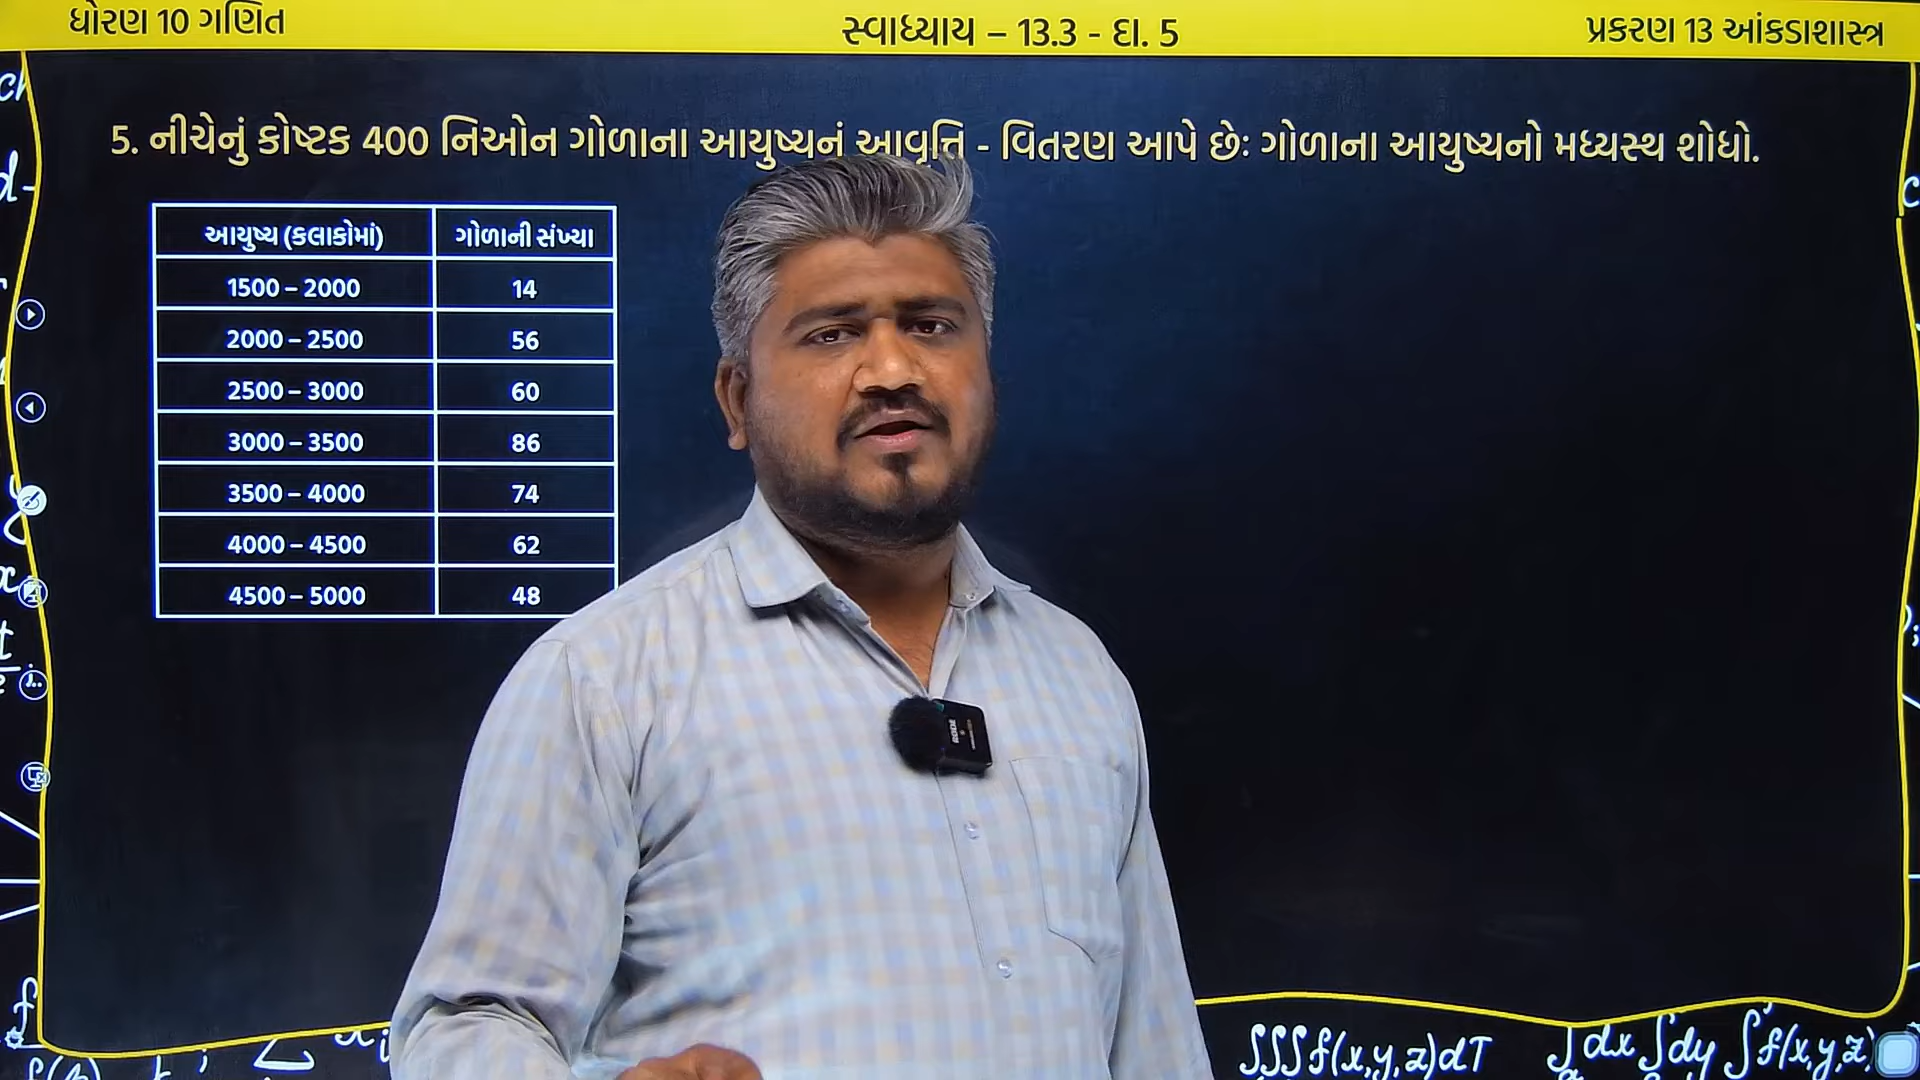 ધોરણ 10 ગણિત
સ્વાધ્યાય – 13.3 - દા. 5
પ્રકરણ 13 આંકડાશાસ્ત્ર
5. નીચેનું કોષ્ટક 400 નિઓન ગોળાના આયુષ્યનું આવૃત્તિ - વિતરણ આપે છેઃ ગોળાના આયુષ્યનો મધ્યસ્થ શોધો.
આયુષ્ય (કલાકોમાં) ગોળાની સંખ્યા
1500 – 2000 14
2000 – 2500 56
2500 – 3000 60
3000 – 3500 86
3500 – 4000 74
4000 – 4500 62
4500 – 5000 48
RODE
∫∫∫f(x,y,z)dT ∫dx ∫dy ∫f(x,y,z)